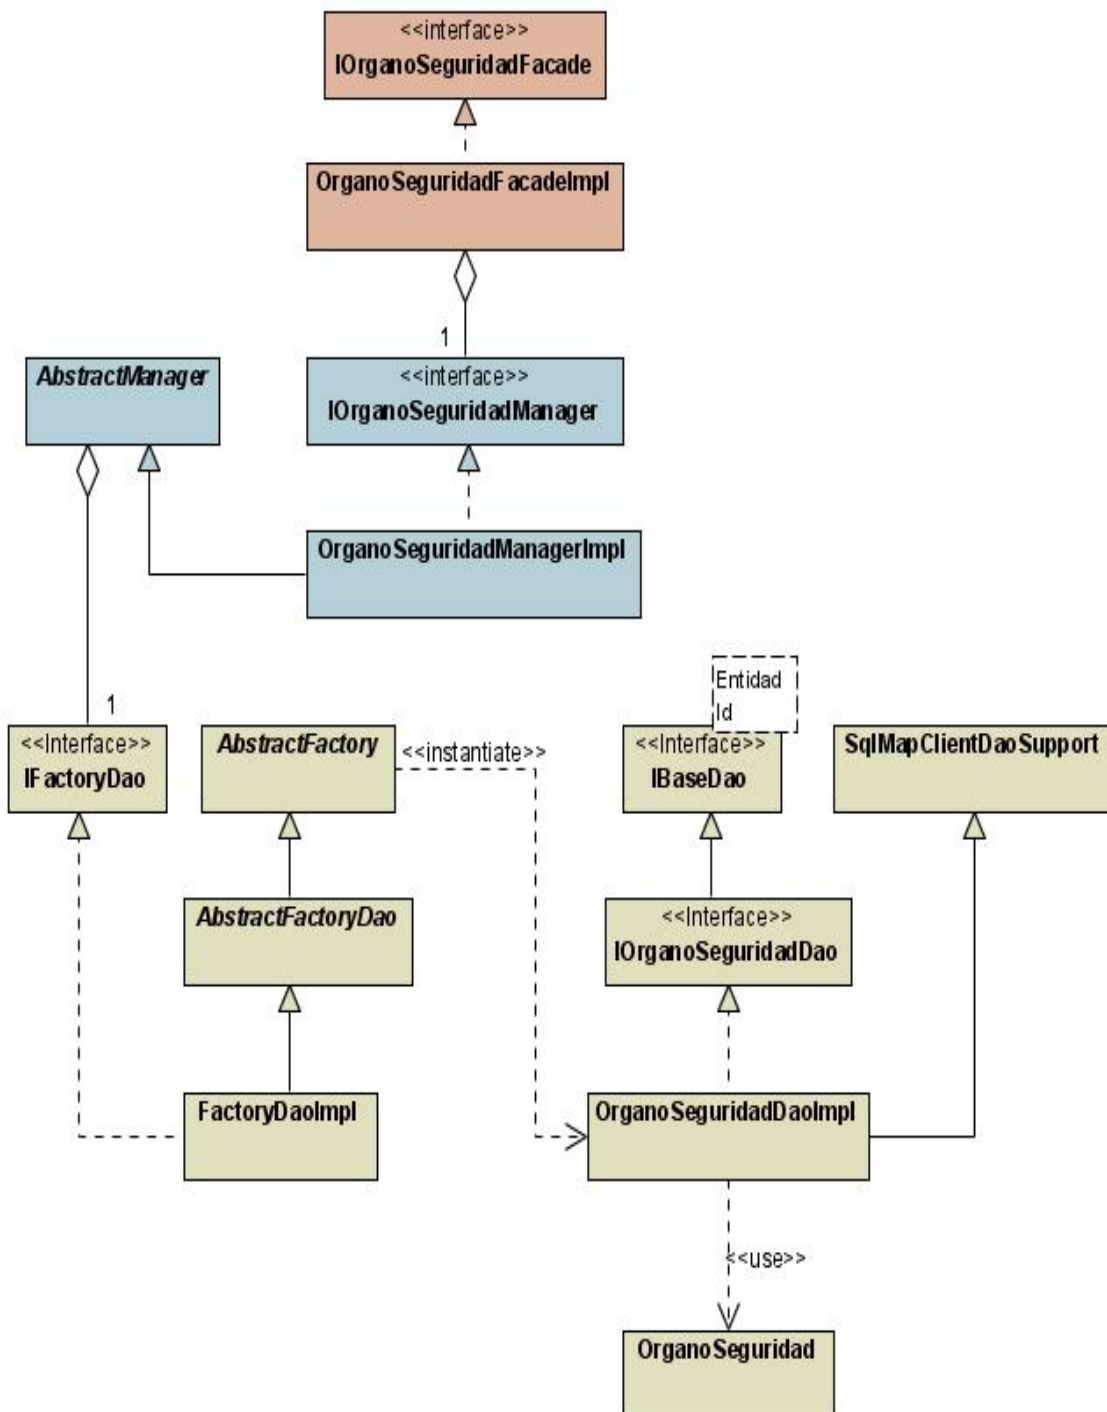 <<interface>>
IOrganoSeguridadFacade
OrganoSeguridadFacadeImpl
1
AbstractManager
<<interface>>
IOrganoSeguridadManager
OrganoSeguridadManagerImpl
Entidad
Id
1
<<Interface>>
IFactoryDao
AbstractFactory
<<instantiate>>
<<Interface>>
IBaseDao
SqlMapClientDaoSupport
AbstractFactoryDao
<<Interface>>
IOrganoSeguridadDao
FactoryDaoImpl
OrganoSeguridadDaoImpl
<<use>>
OrganoSeguridad